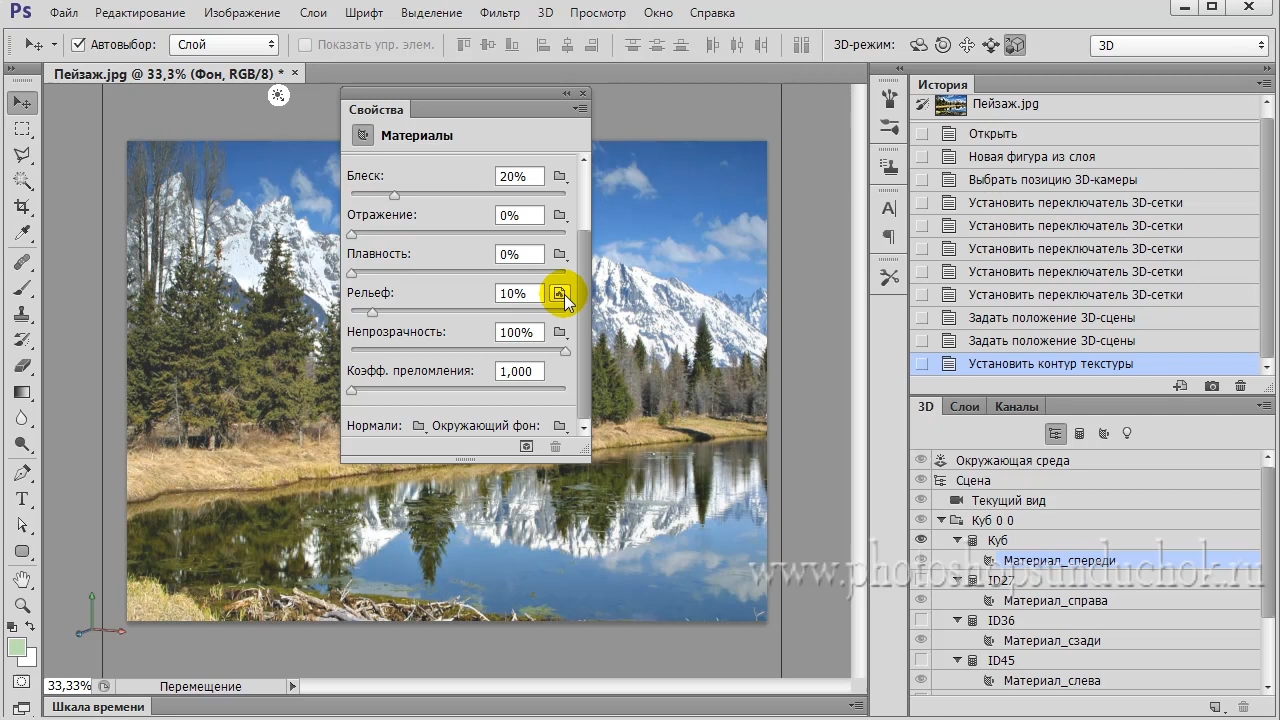 Ps Файл Редактирование Изображение Слои Шрифт Выделение Фильтр 3D Просмотр Окно Справка
Автовыбор: Слой Показать упр. элем. 3D-режим: 3D
Пейзаж.jpg @ 33,3% (Фон, RGB/8) * ×
Свойства
Материалы
Блеск: 20%
Отражение: 0%
Плавность: 0%
Рельеф: 10%
Непрозрачность: 100%
Коэфф. преломления: 1,000
Нормали: Окружающий фон:
История
Пейзаж.jpg
Открыть
Новая фигура из слоя
Выбрать позицию 3D-камеры
Установить переключатель 3D-сетки
Установить переключатель 3D-сетки
Установить переключатель 3D-сетки
Установить переключатель 3D-сетки
Установить переключатель 3D-сетки
Задать положение 3D-сцены
Задать положение 3D-сцены
Установить контур текстуры
3D Слои Каналы
Окружающая среда
Сцена
Текущий вид
Куб 0 0
Куб
Материал_спереди
ID27
Материал_справа
ID36
Материал_сзади
ID45
Материал_слева
www.photoshopsunduchok.ru
33,33% Перемещение
Шкала времени